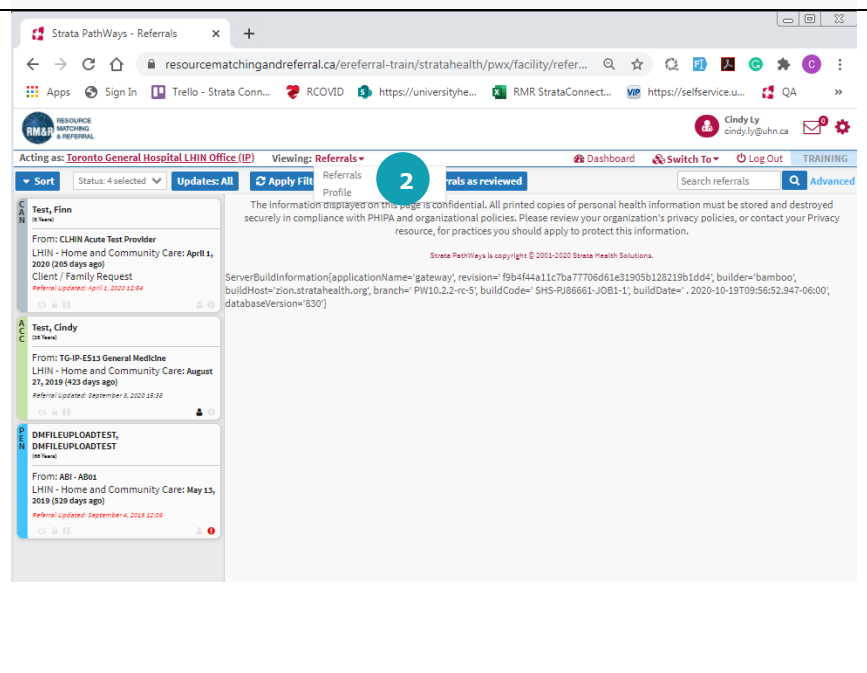 Strata PathWays - Referrals
resourcematchingandreferral.ca/ereferral-train/stratahealth/pwx/facility/refer...
Apps Sign In Trello - Strata Conn... RCOVID https://universityhe... RMR StrataConnect... VIP https://selfservice.u... QA »
RM&R RESOURCE MATCHING & REFERRAL
Cindy Ly
cindy.ly@uhn.ca
0
Acting as: Toronto General Hospital LHIN Office (IP) Viewing: Referrals Dashboard Switch To Log Out TRAINING
Sort Status: 4 selected Updates: All Apply Filt rrals as reviewed Search referrals Advanced
Referrals
Profile
2
CAN
Test, Finn
From: CLHIN Acute Test Provider
LHIN - Home and Community Care: April 1,
2020 (205 days ago)
Client / Family Request
Referral Updated: April 1, 2020 12:54
ACC
Test, Cindy
From: TG-IP-ES13 General Medicine
LHIN - Home and Community Care: August
27, 2019 (423 days ago)
Referral Updated: September 3, 2020 15:38
PEN
DMFILEUPLOADTEST,
DMFILEUPLOADTEST
From: ABI - AB01
LHIN - Home and Community Care: May 13,
2019 (529 days ago)
Referral Updated: September 4, 2019 12:06
The information displayed on this page is confidential. All printed copies of personal health information must be stored and destroyed
securely in compliance with PHIPA and organizational policies. Please review your organization's privacy policies, or contact your Privacy
resource, for practices you should apply to protect this information.
Strata PathWays is copyright © 2001-2020 Strata Health Solutions.
ServerBuildInformation{applicationName='gateway', revision=' f9b4f44a11c7ba77706d61e31905b128219b1dd4', builder='bamboo',
buildHost='zion.stratahealth.org', branch=' PW10.2.2-rc-5', buildCode=' SHS-PJ86661-JOB1-1', buildDate=' . 2020-10-19T09:56:52.947-06:00',
databaseVersion='830'}